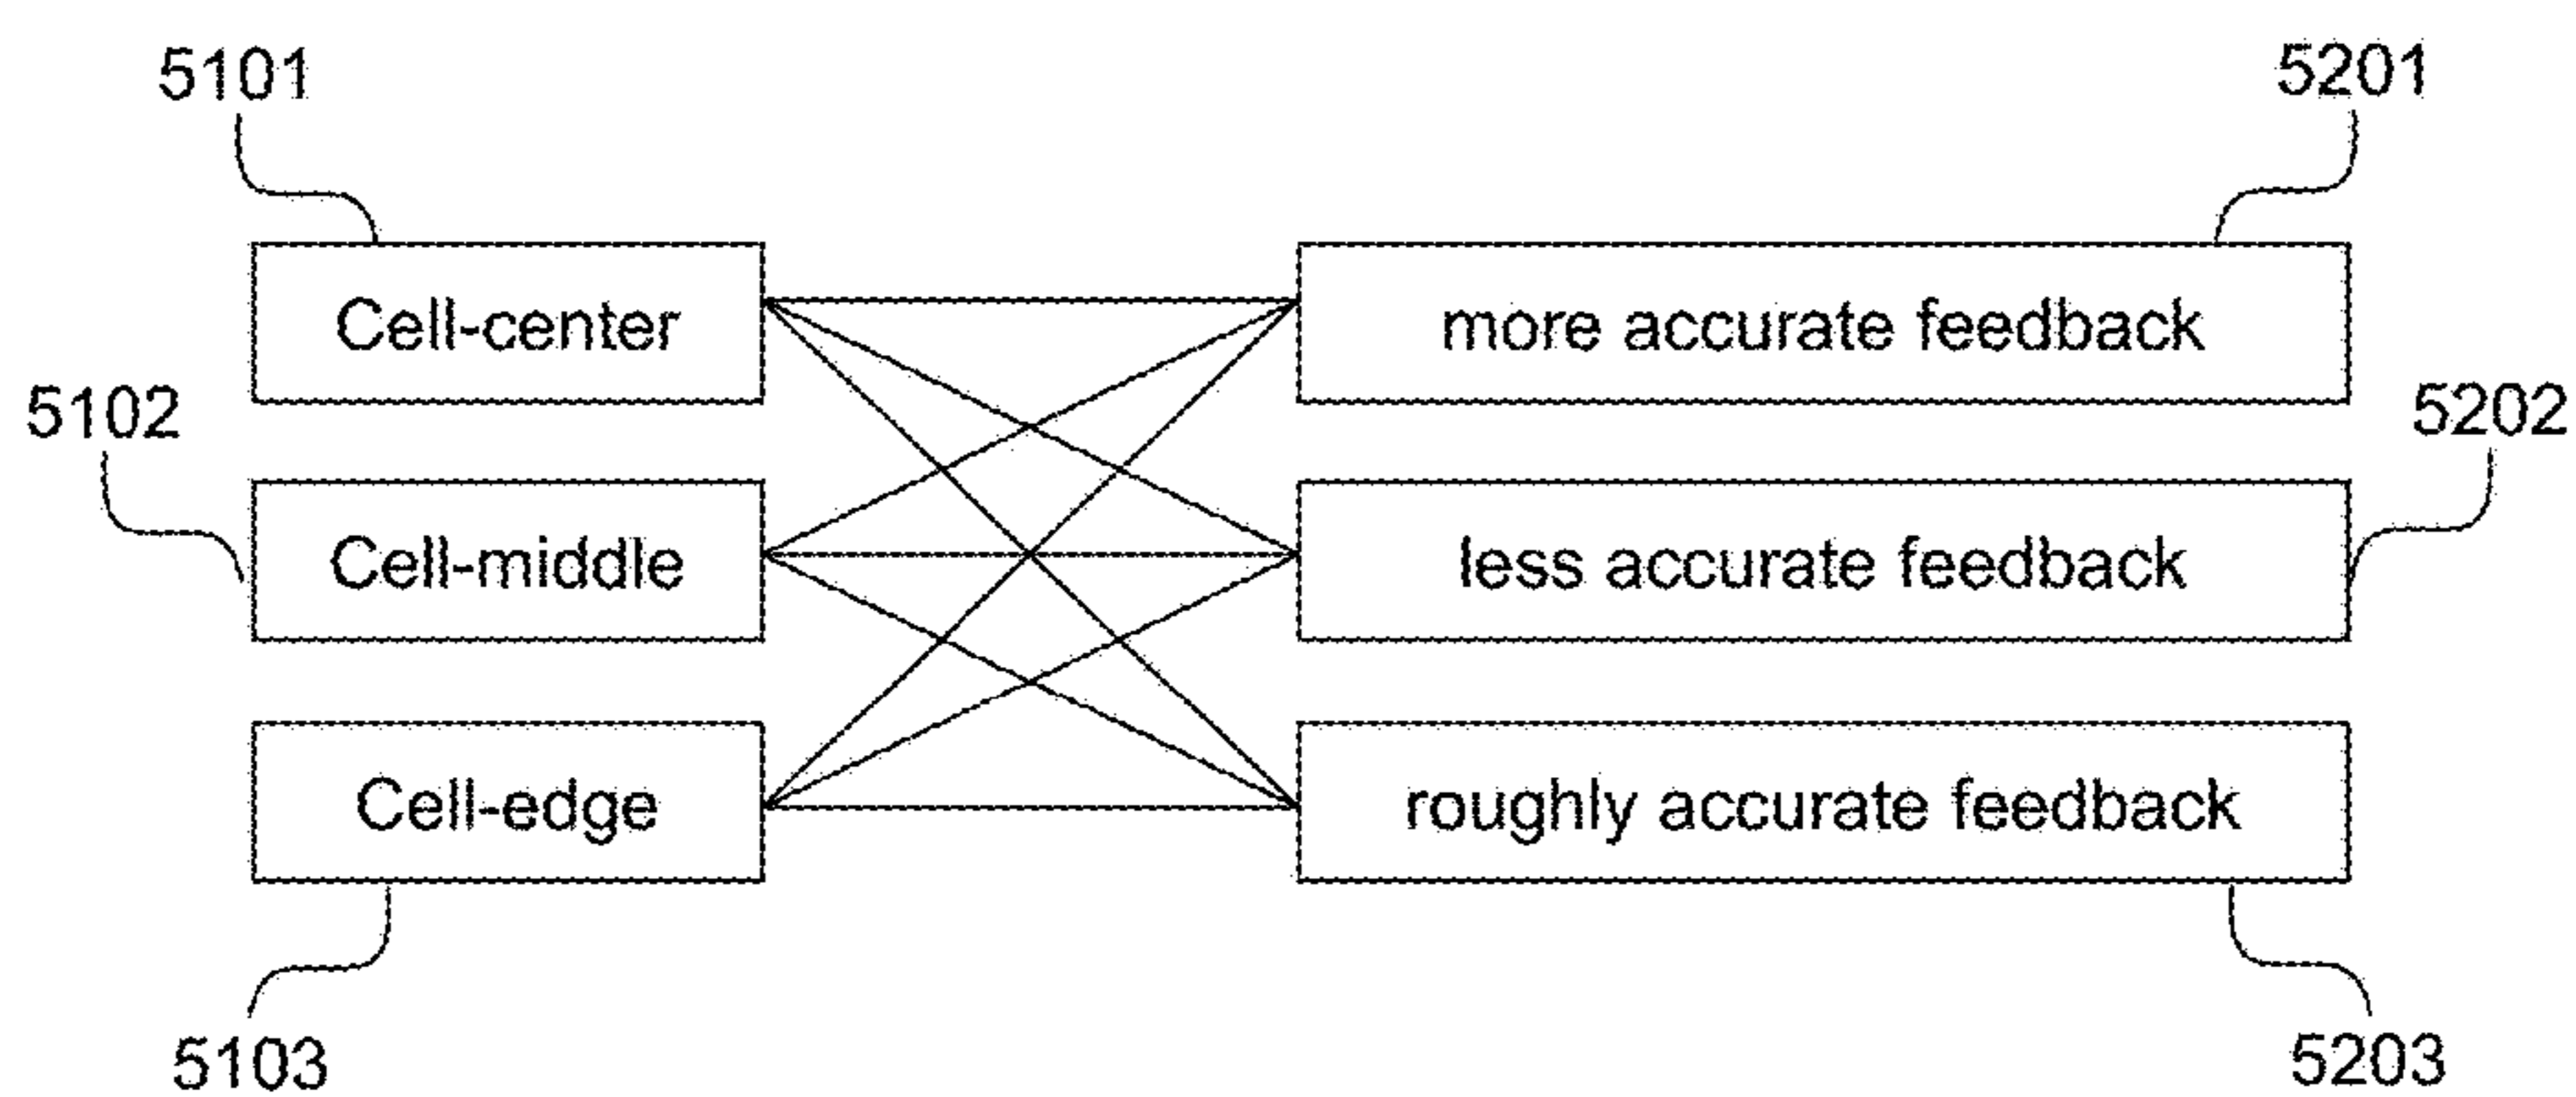 5101
5201
Cell-center
more accurate feedback
5102
5202
Cell-middle
less accurate feedback
Cell-edge
roughly accurate feedback
5103
5203